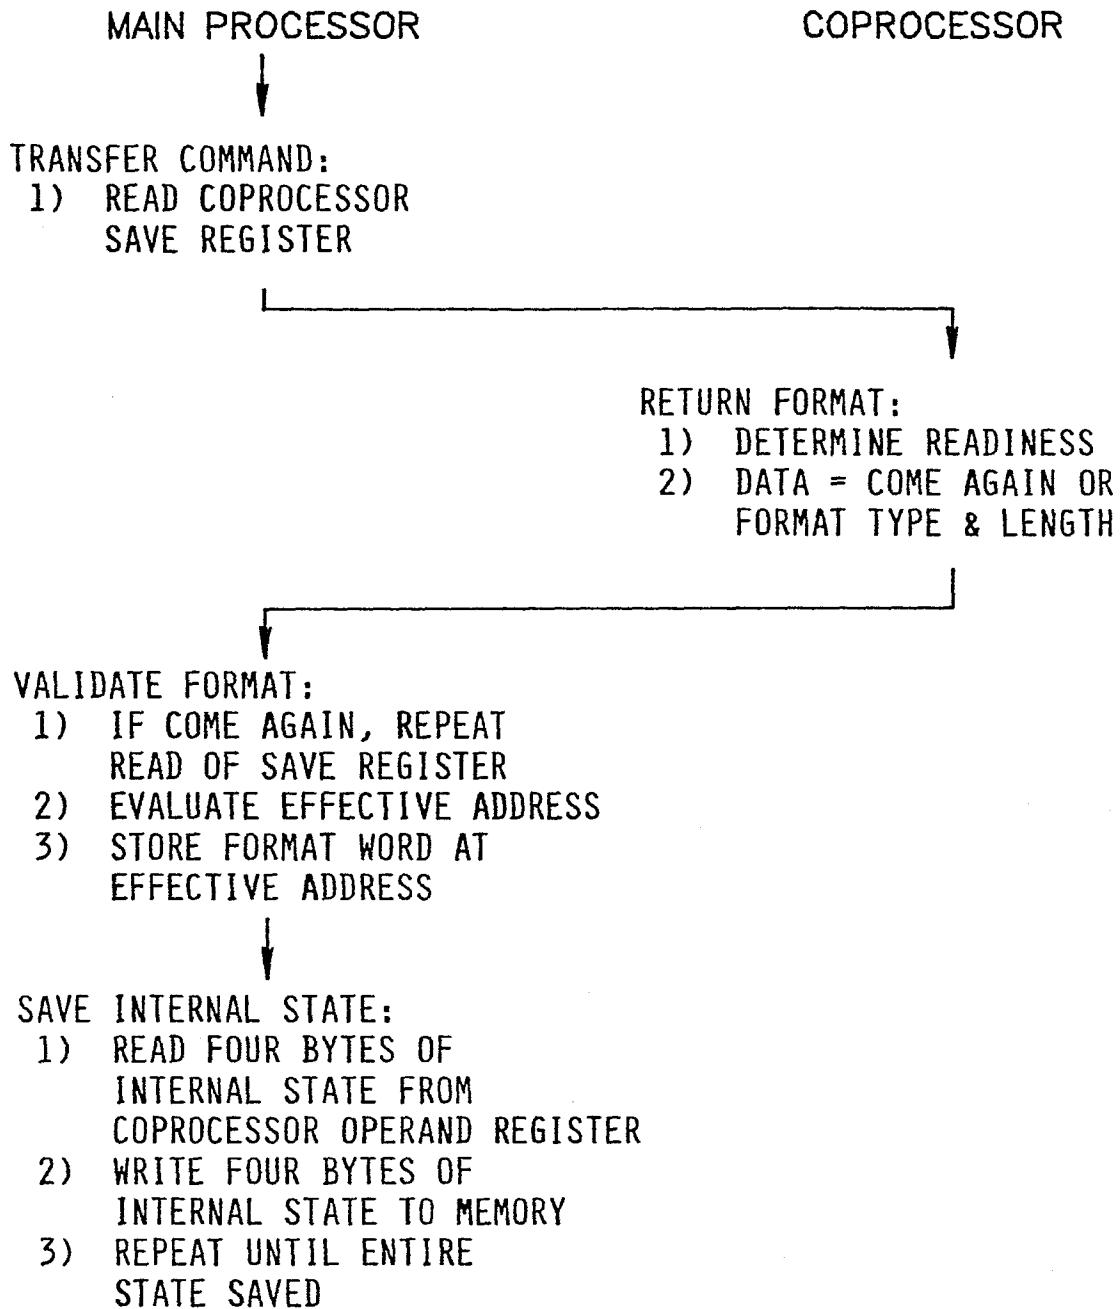 MAIN PROCESSOR
COPROCESSOR
TRANSFER COMMAND:
1) READ COPROCESSOR
SAVE REGISTER
RETURN FORMAT:
1) DETERMINE READINESS
2) DATA = COME AGAIN OR
FORMAT TYPE & LENGTH
VALIDATE FORMAT:
1) IF COME AGAIN, REPEAT
READ OF SAVE REGISTER
2) EVALUATE EFFECTIVE ADDRESS
3) STORE FORMAT WORD AT
EFFECTIVE ADDRESS
SAVE INTERNAL STATE:
1) READ FOUR BYTES OF
INTERNAL STATE FROM
COPROCESSOR OPERAND REGISTER
2) WRITE FOUR BYTES OF
INTERNAL STATE TO MEMORY
3) REPEAT UNTIL ENTIRE
STATE SAVED